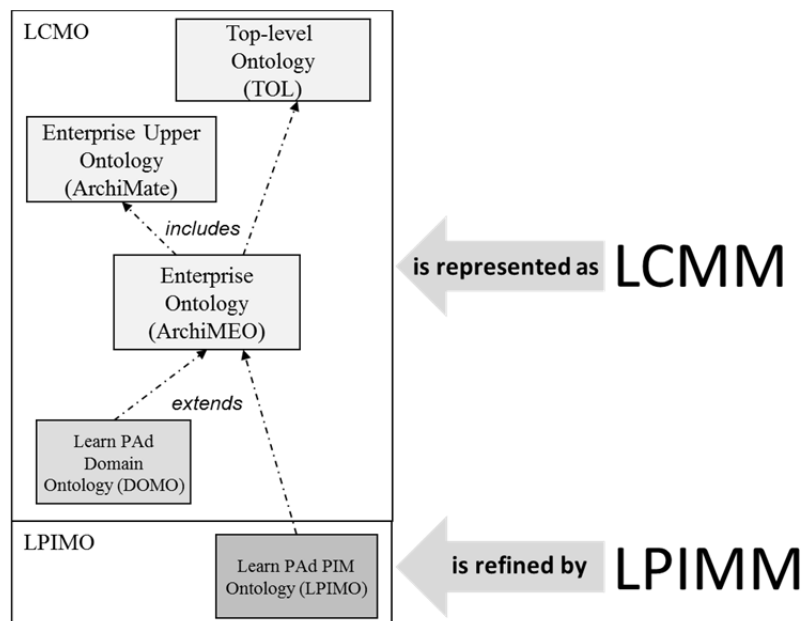 LCMO
Top-level
Ontology
(TOL)
Enterprise Upper
Ontology
(ArchiMate)
includes
Enterprise
Ontology
(ArchiMEO)
is represented as LCMM
extends
Learn PAd
Domain
Ontology (DOMO)
LPIMO
Learn PAd PIM
Ontology (LPIMO)
is refined by LPIMM